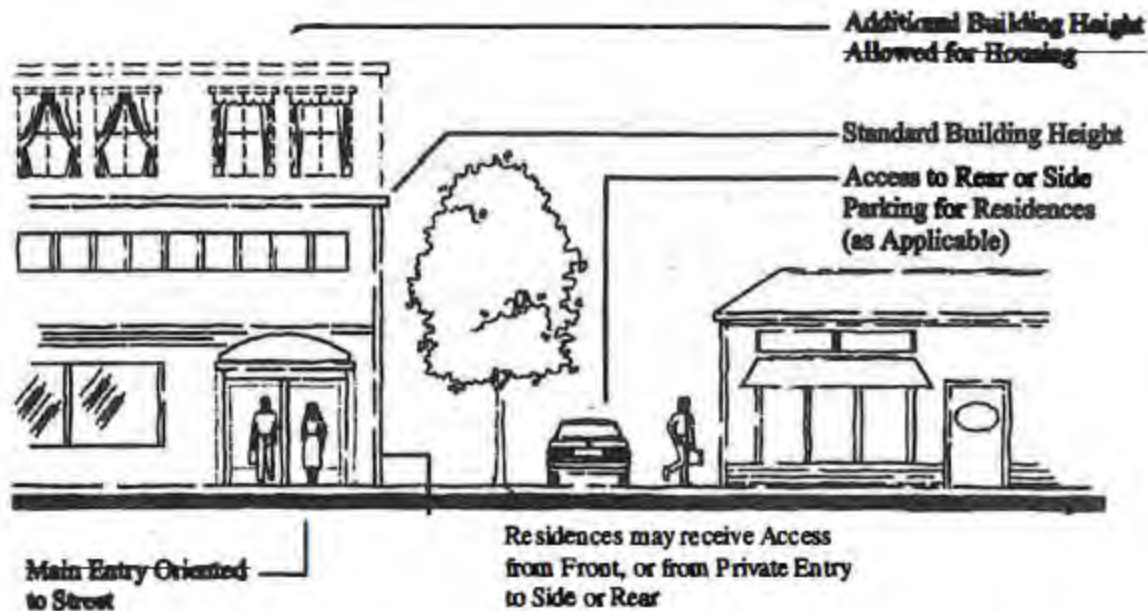 Additional Building Height
Allowed for Housing
Standard Building Height
Access to Rear or Side
Parking for Residences
(as Applicable)
Main Entry Oriented
to Street
Residences may receive Access
from Front, or from Private Entry
to Side or Rear